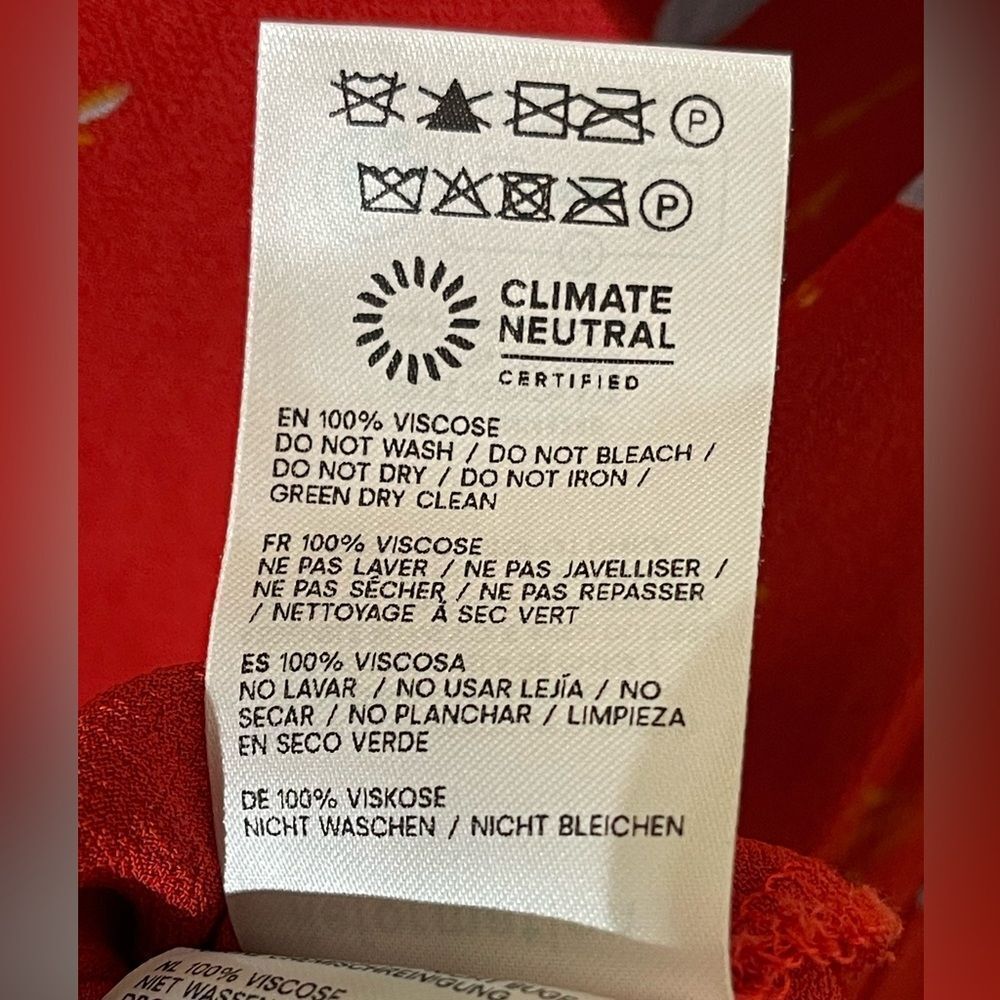 P
P
CLIMATE
NEUTRAL
CERTIFIED
EN 100% VISCOSE
DO NOT WASH / DO NOT BLEACH /
DO NOT DRY / DO NOT IRON /
GREEN DRY CLEAN
FR 100% VISCOSE
NE PAS LAVER / NE PAS JAVELLISER /
NE PAS SÉCHER / NE PAS REPASSER
/ NETTOYAGE À SEC VERT
ES 100% VISCOSA
NO LAVAR / NO USAR LEJÍA / NO
SECAR / NO PLANCHAR / LIMPIEZA
EN SECO VERDE
DE 100% VISKOSE
NICHT WASCHEN / NICHT BLEICHEN
NL 100% VISCOSE
NIET